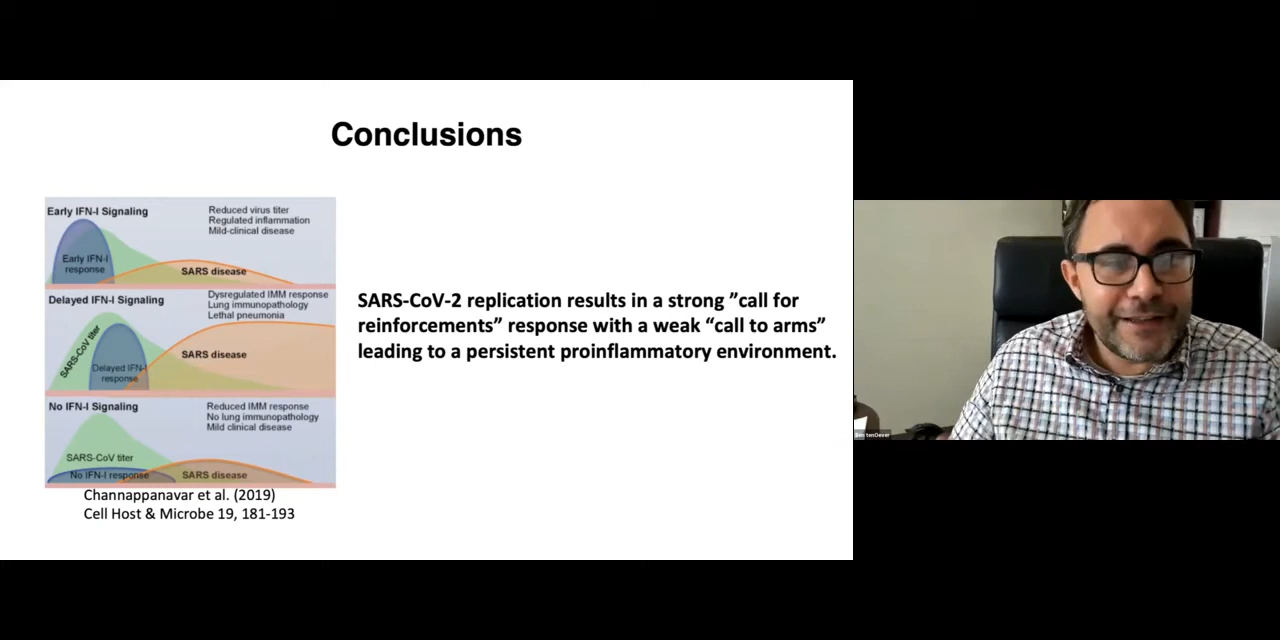 Conclusions
Early IFN-I Signaling
Reduced virus titer
Regulated inflammation
Mild-clinical disease
Early IFN-I
response
SARS disease
Delayed IFN-I Signaling
Dysregulated IMM response
Lung immunopathology
Lethal pneumonia
SARS-CoV titer
SARS disease
Delayed IFN-I
response
No IFN-I Signaling
Reduced IMM response
No lung immunopathology
Mild clinical disease
SARS-CoV titer
No IFN-I response
SARS disease
Channappanavar et al. (2019)
Cell Host & Microbe 19, 181-193
SARS-CoV-2 replication results in a strong ”call for
reinforcements” response with a weak “call to arms”
leading to a persistent proinflammatory environment.